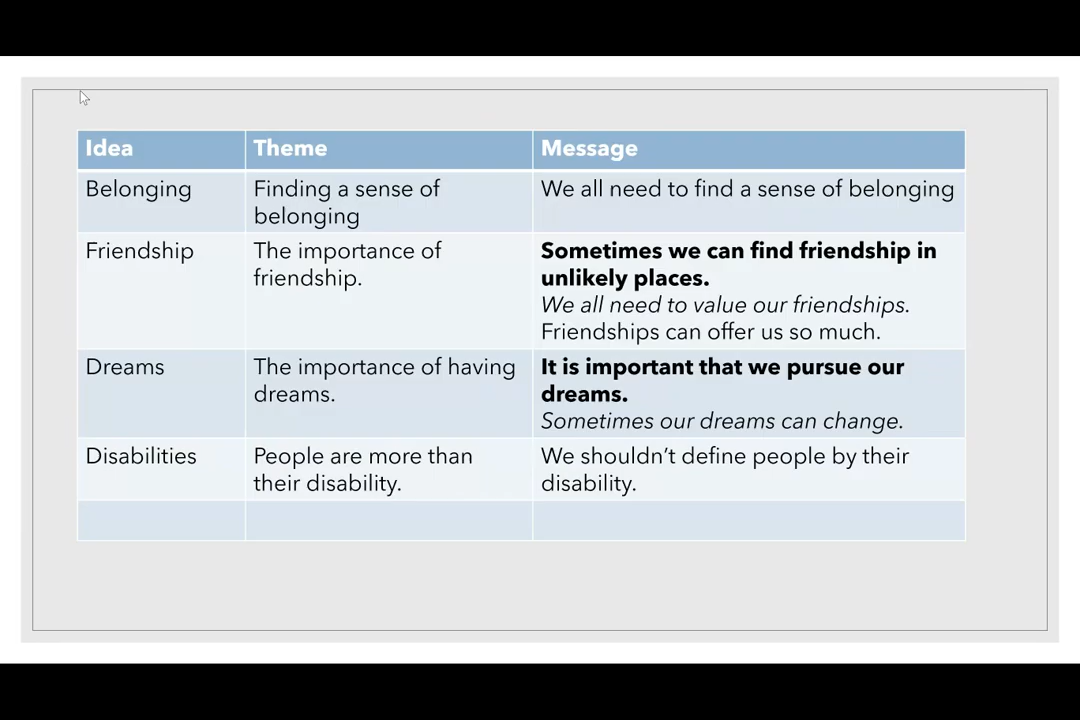 Idea Theme Message
Belonging Finding a sense of We all need to find a sense of belonging
belonging
Friendship The importance of Sometimes we can find friendship in
friendship. unlikely places.
We all need to value our friendships.
Friendships can offer us so much.
Dreams The importance of having It is important that we pursue our
dreams. dreams.
Sometimes our dreams can change.
Disabilities People are more than We shouldn’t define people by their
their disability. disability.